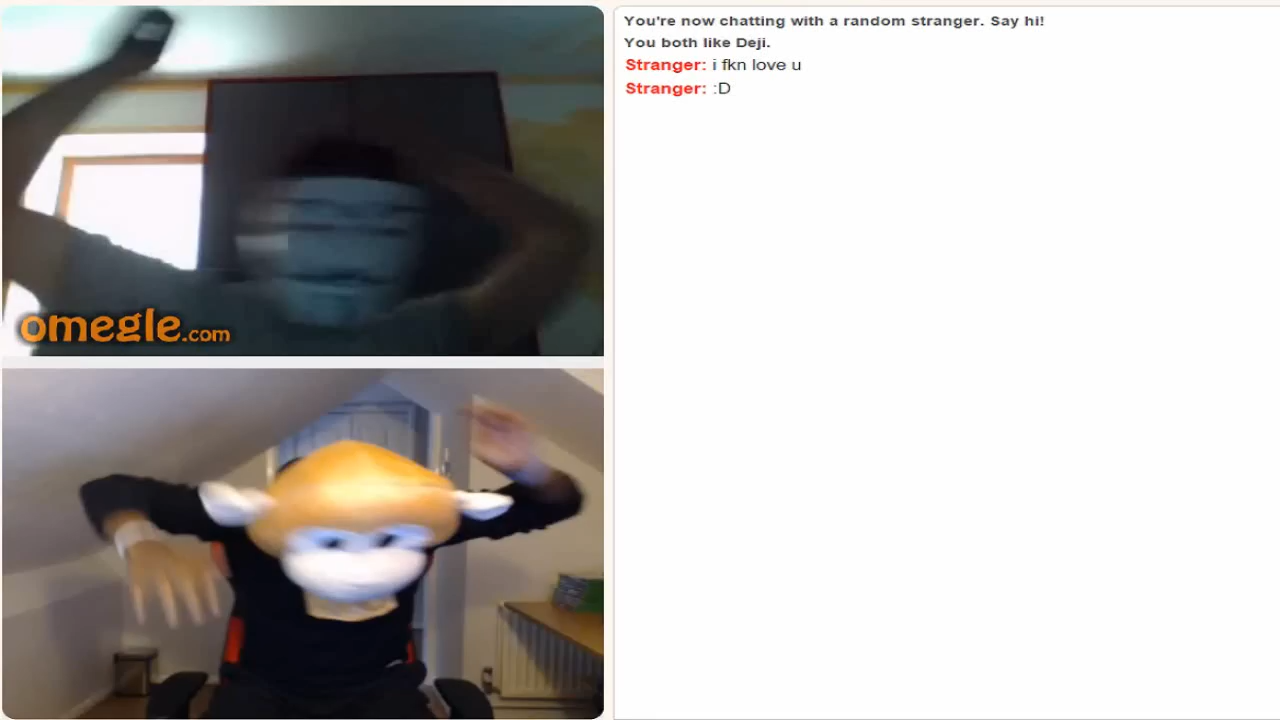 You're now chatting with a random stranger. Say hi!
You both like Deji.
Stranger: i fkn love u
Stranger: :D
omegle.com